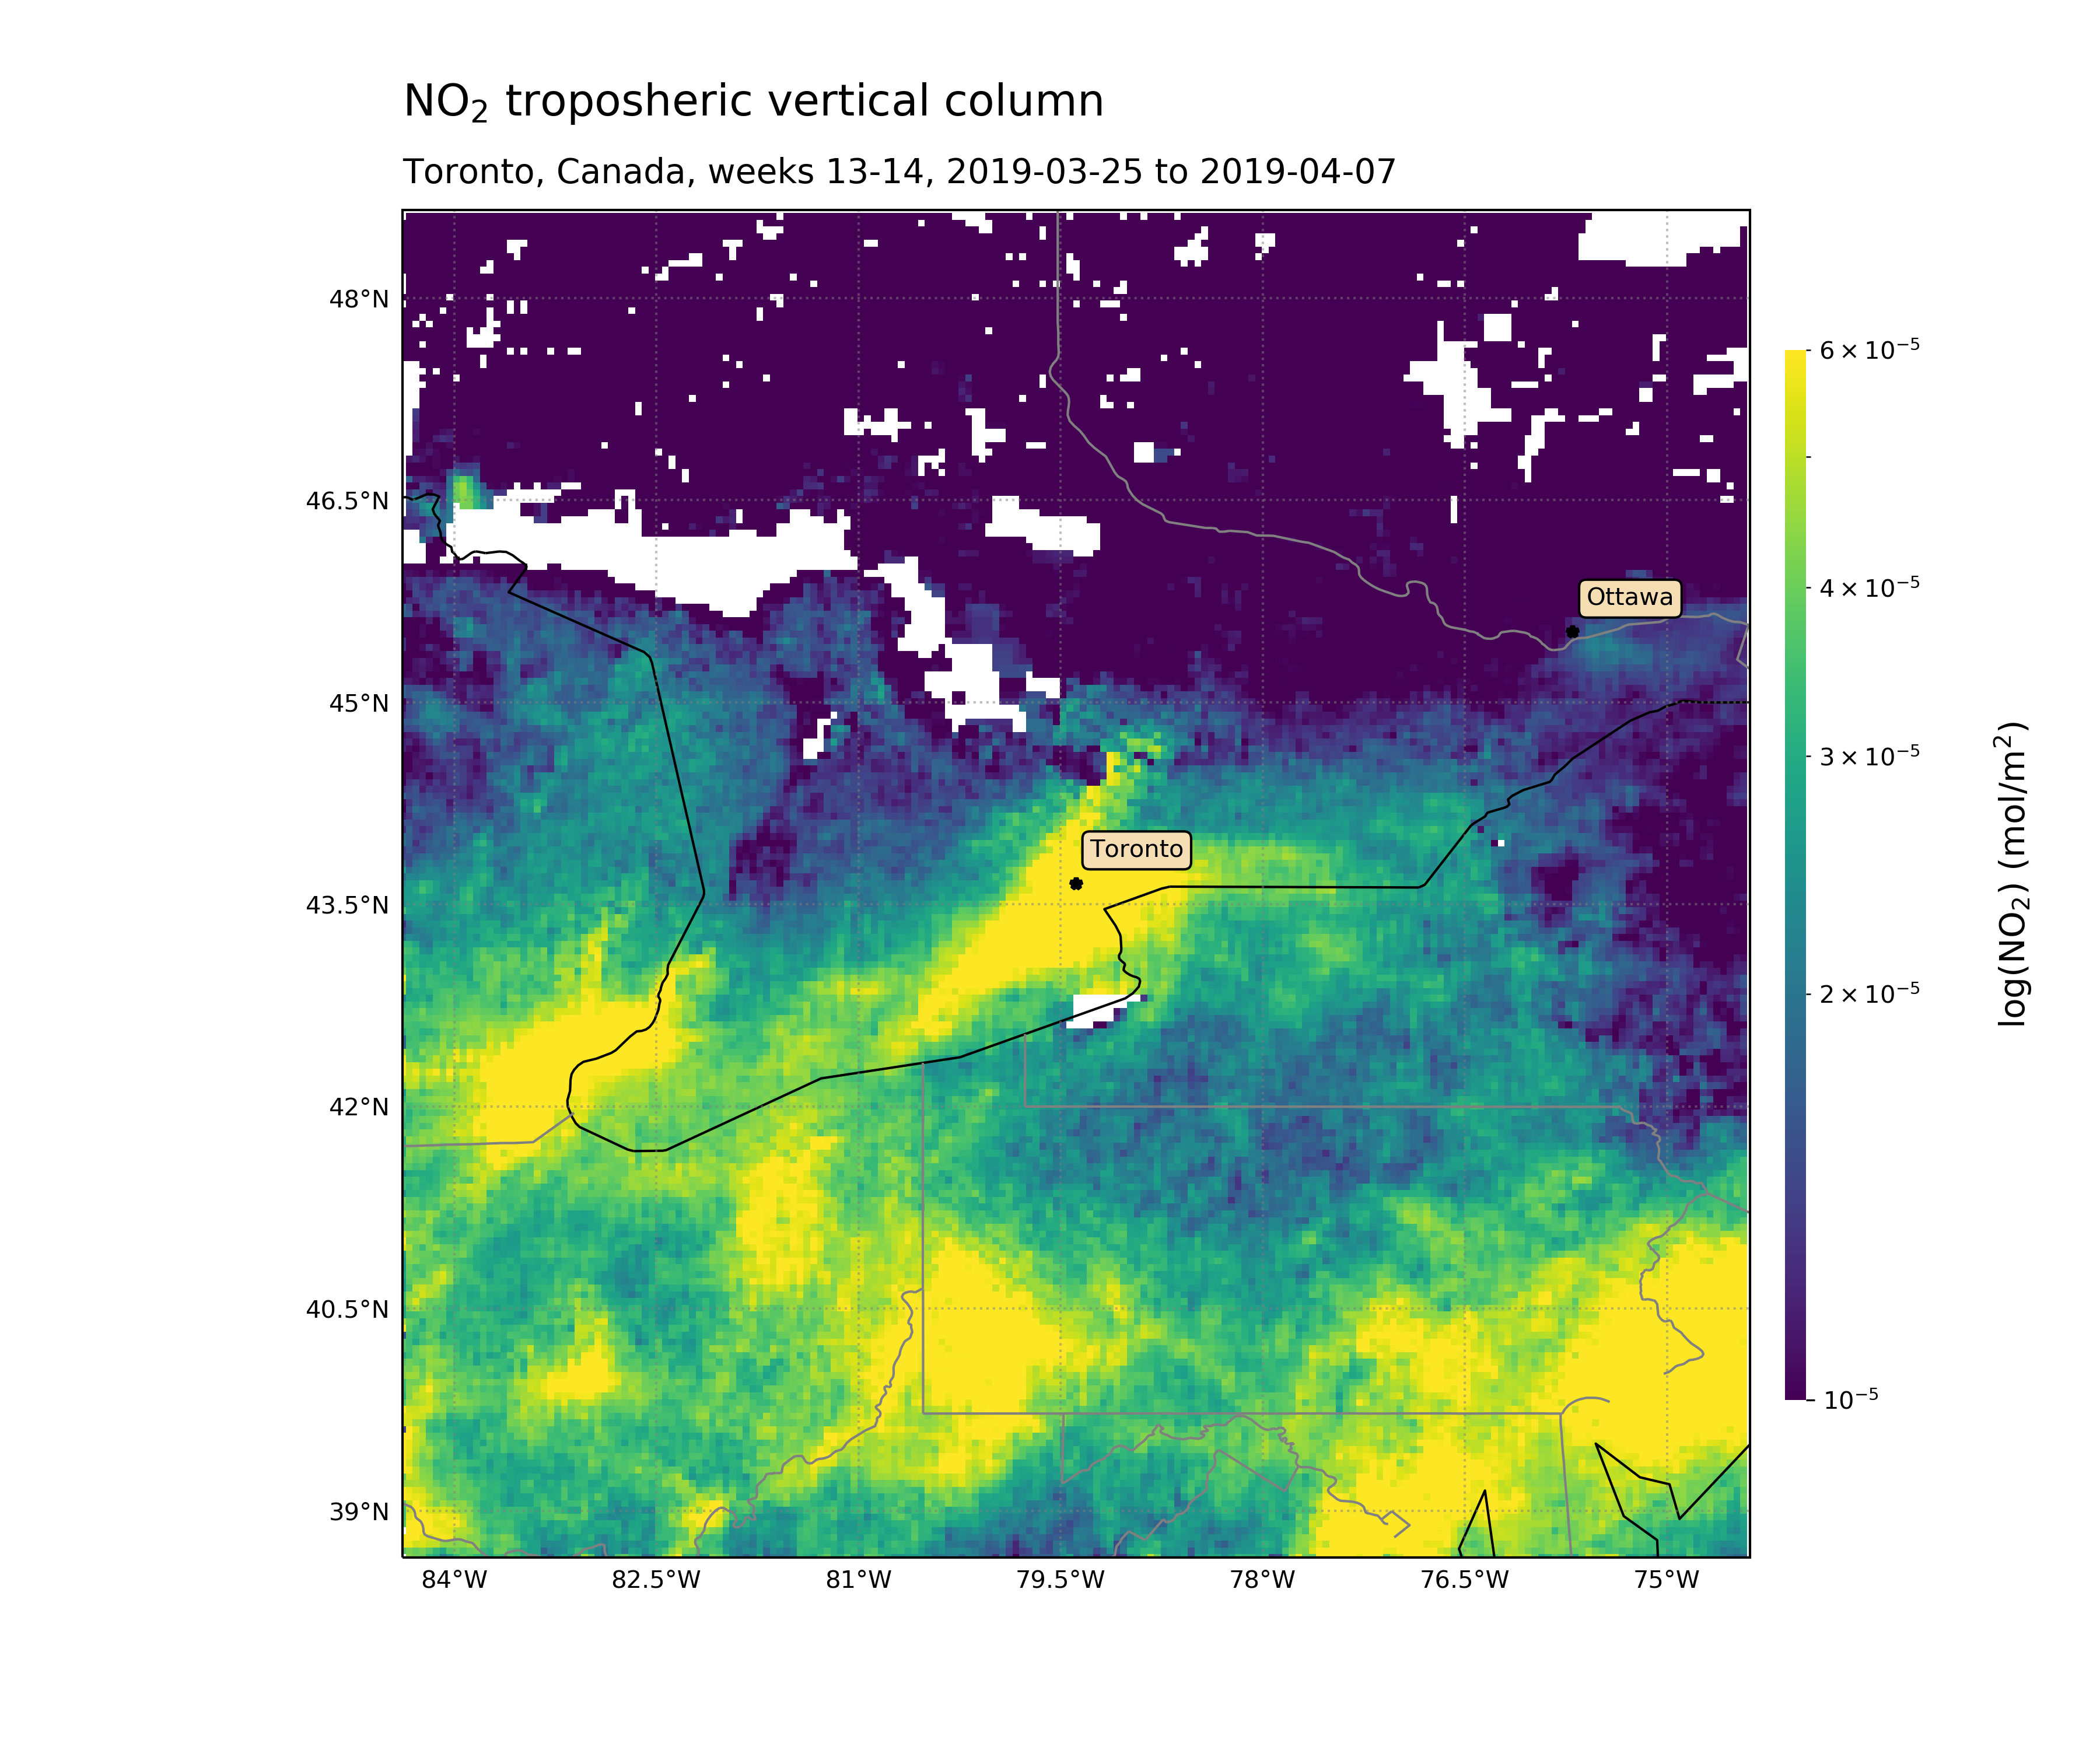 NO₂ troposheric vertical column
Toronto, Canada, weeks 13-14, 2019-03-25 to 2019-04-07
48°N
46.5°N
45°N
43.5°N
42°N
40.5°N
39°N
84°W 82.5°W 81°W 79.5°W 78°W 76.5°W 75°W
Ottawa
Toronto
6 × 10⁻⁵
4 × 10⁻⁵
3 × 10⁻⁵
2 × 10⁻⁵
10⁻⁵
log(NO₂) (mol/m²)